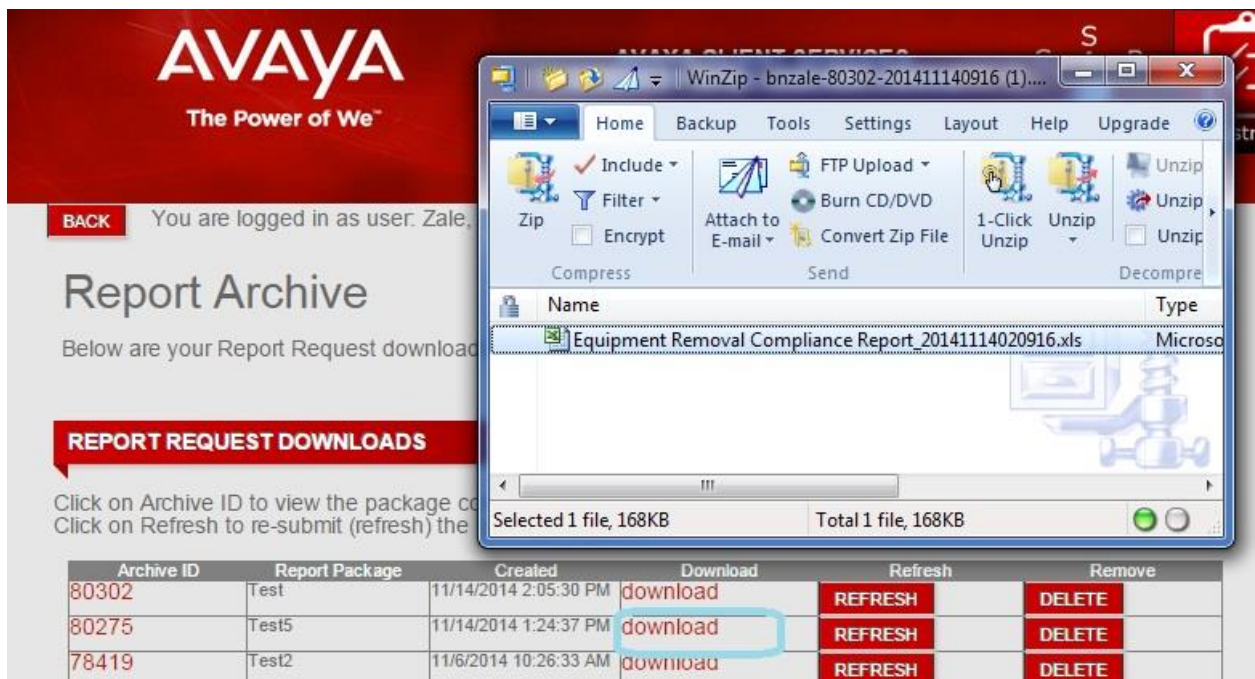 AVAYA
The Power of We™
WinZip - bnzale-80302-201411140916 (1)....
Home Backup Tools Settings Layout Help Upgrade
Include
Filter
Encrypt
Zip
Compress
Attach to
E-mail
FTP Upload
Burn CD/DVD
Convert Zip File
Send
1-Click
Unzip
Unzip
Unzip
Unzip
Unzip
Decompre
Name Type
Equipment Removal Compliance Report_20141114020916.xls Microso
Selected 1 file, 168KB Total 1 file, 168KB
BACK You are logged in as user: Zale,
Report Archive
Below are your Report Request download
REPORT REQUEST DOWNLOADS
Click on Archive ID to view the package co
Click on Refresh to re-submit (refresh) the
Archive ID Report Package Created Download Refresh Remove
80302 Test 11/14/2014 2:05:30 PM download REFRESH DELETE
80275 Test5 11/14/2014 1:24:37 PM download REFRESH DELETE
78419 Test2 11/6/2014 10:26:33 AM download REFRESH DELETE